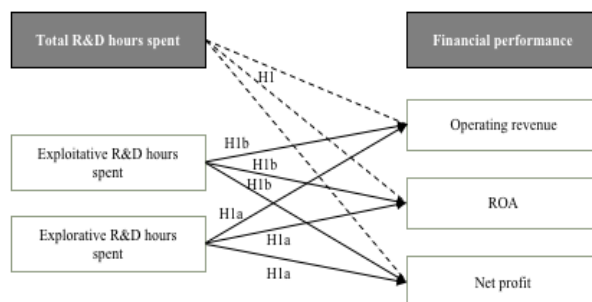 Total R&D hours spent
Financial performance
H1
Operating revenue
H1b
Exploitative R&D hours
spent
H1b
H1b
ROA
H1a
Explorative R&D hours
spent
H1a
H1a
Net profit